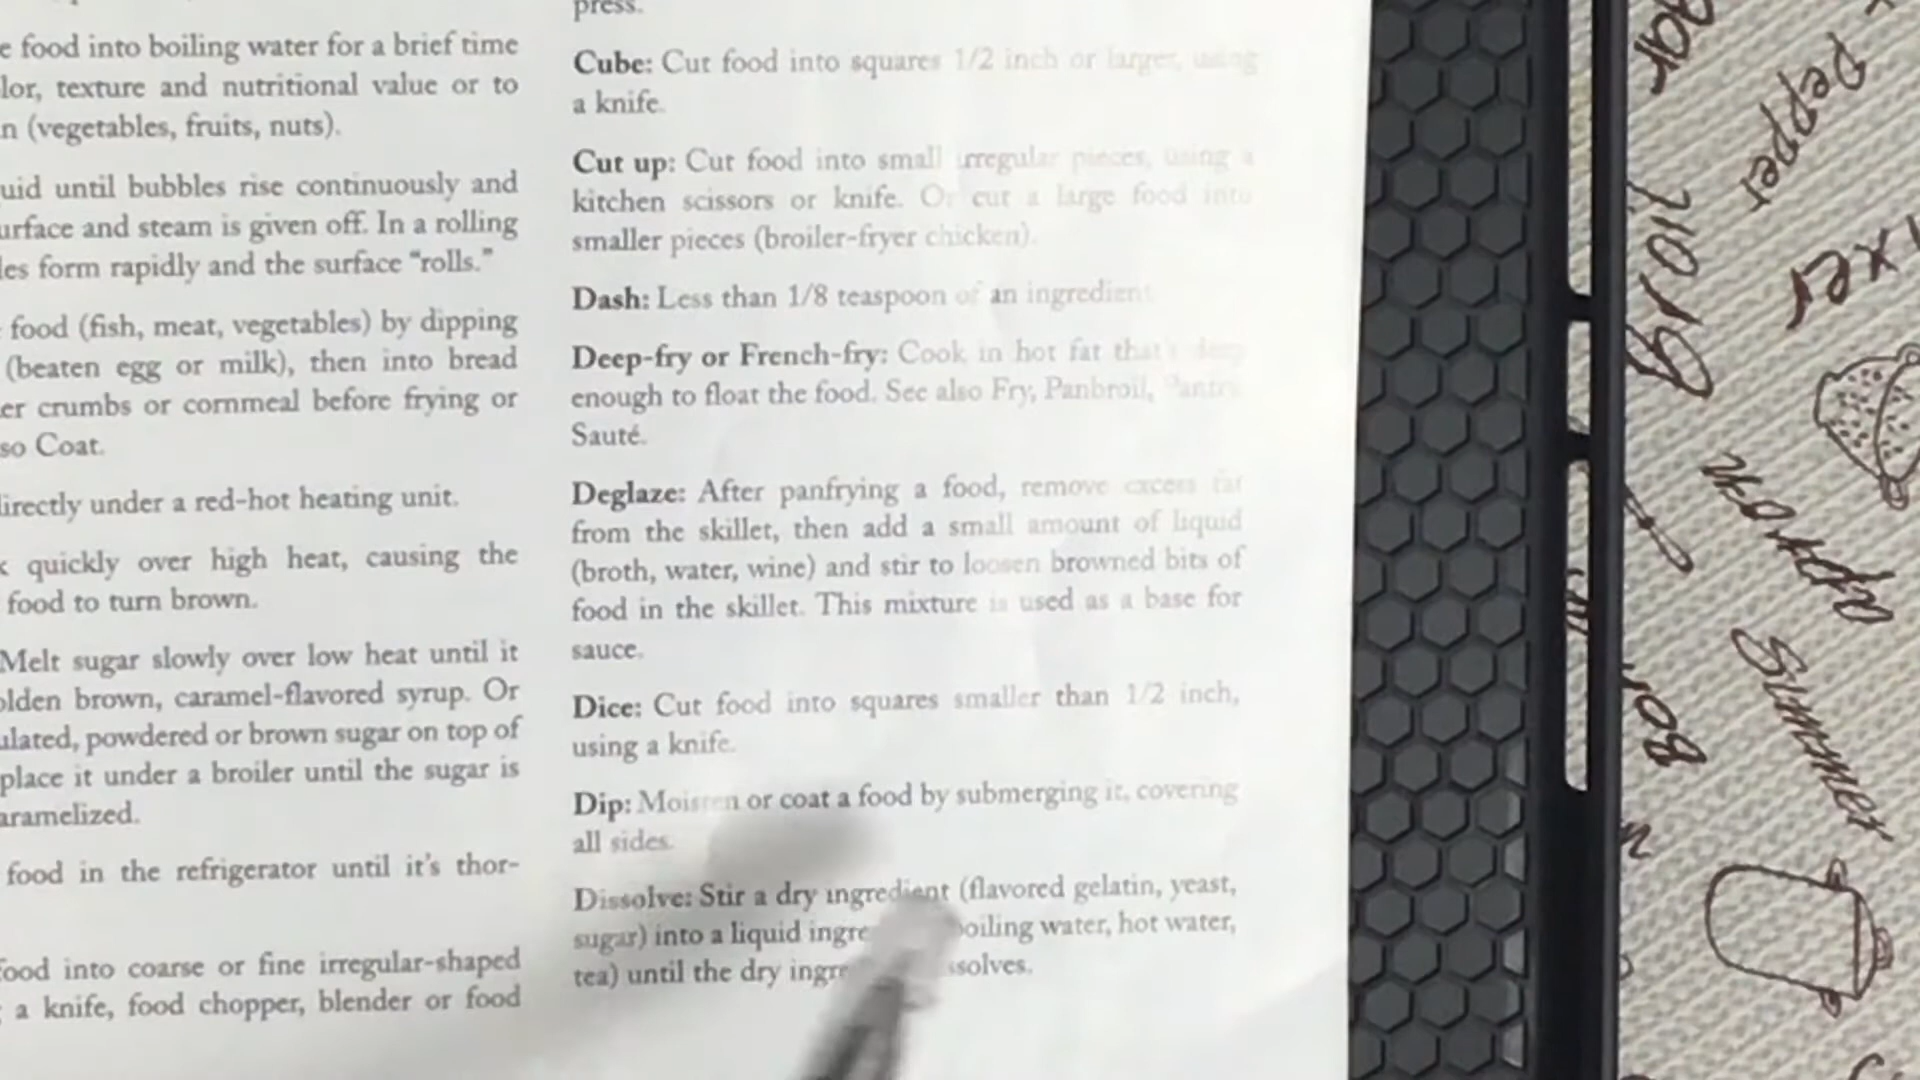 e food into boiling water for a brief time
lor, texture and nutritional value or to
n (vegetables, fruits, nuts).
uid until bubbles rise continuously and
urface and steam is given off. In a rolling
les form rapidly and the surface “rolls.”
food (fish, meat, vegetables) by dipping
(beaten egg or milk), then into bread
er crumbs or cornmeal before frying or
so Coat.
directly under a red-hot heating unit.
k quickly over high heat, causing the
food to turn brown.
Melt sugar slowly over low heat until it
olden brown, caramel-flavored syrup. Or
ulated, powdered or brown sugar on top of
place it under a broiler until the sugar is
aramelized.
food in the refrigerator until it's thor-
food into coarse or fine irregular-shaped
a knife, food chopper, blender or food
press.
Cube: Cut food into squares 1/2 inch or larger, using
a knife.
Cut up: Cut food into small irregular pieces, using a
kitchen scissors or knife. Or cut a large food into
smaller pieces (broiler-fryer chicken).
Dash: Less than 1/8 teaspoon of an ingredient.
Deep-fry or French-fry: Cook in hot fat that's deep
enough to float the food. See also Fry, Panbroil,
Sauté.
Deglaze: After panfrying a food, remove excess fat
from the skillet, then add a small amount of liquid
(broth, water, wine) and stir to loosen browned bits of
food in the skillet. This mixture is used as a base for
sauce.
Dice: Cut food into squares smaller than 1/2 inch,
using a knife.
Dip: Moisten or coat a food by submerging it, covering
all sides.
Dissolve: Stir a dry ingredient (flavored gelatin, yeast,
sugar) into a liquid ingre oiling water, hot water,
tea) until the dry ingre ssolves.
Pepper
xer
apron
Simmer
Boil